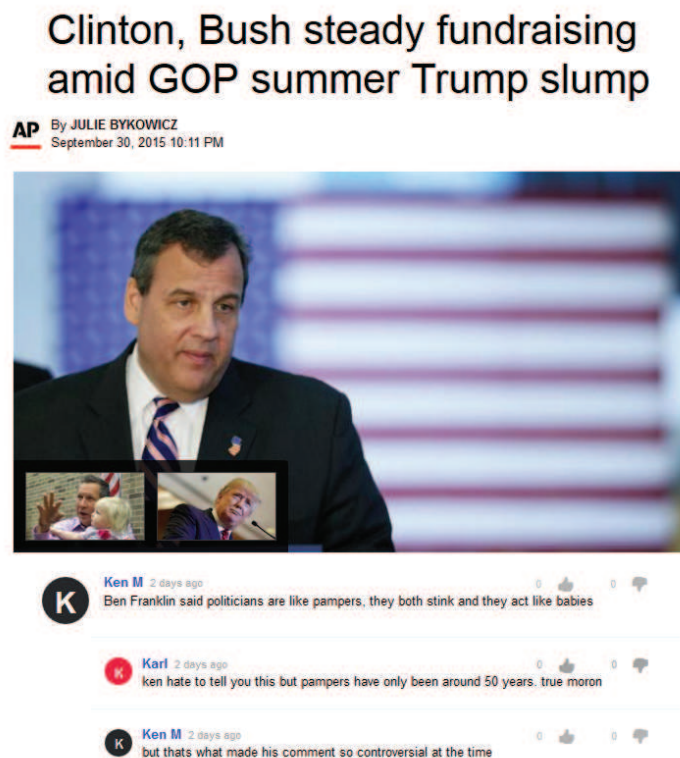 Clinton, Bush steady fundraising
amid GOP summer Trump slump
AP By JULIE BYKOWICZ
September 30, 2015 10:11 PM
K Ken M 2 days ago 0 0
Ben Franklin said politicians are like pampers, they both stink and they act like babies
K Karl 2 days ago 0 0
ken hate to tell you this but pampers have only been around 50 years. true moron
K Ken M 2 days ago 0 0
but thats what made his comment so controversial at the time